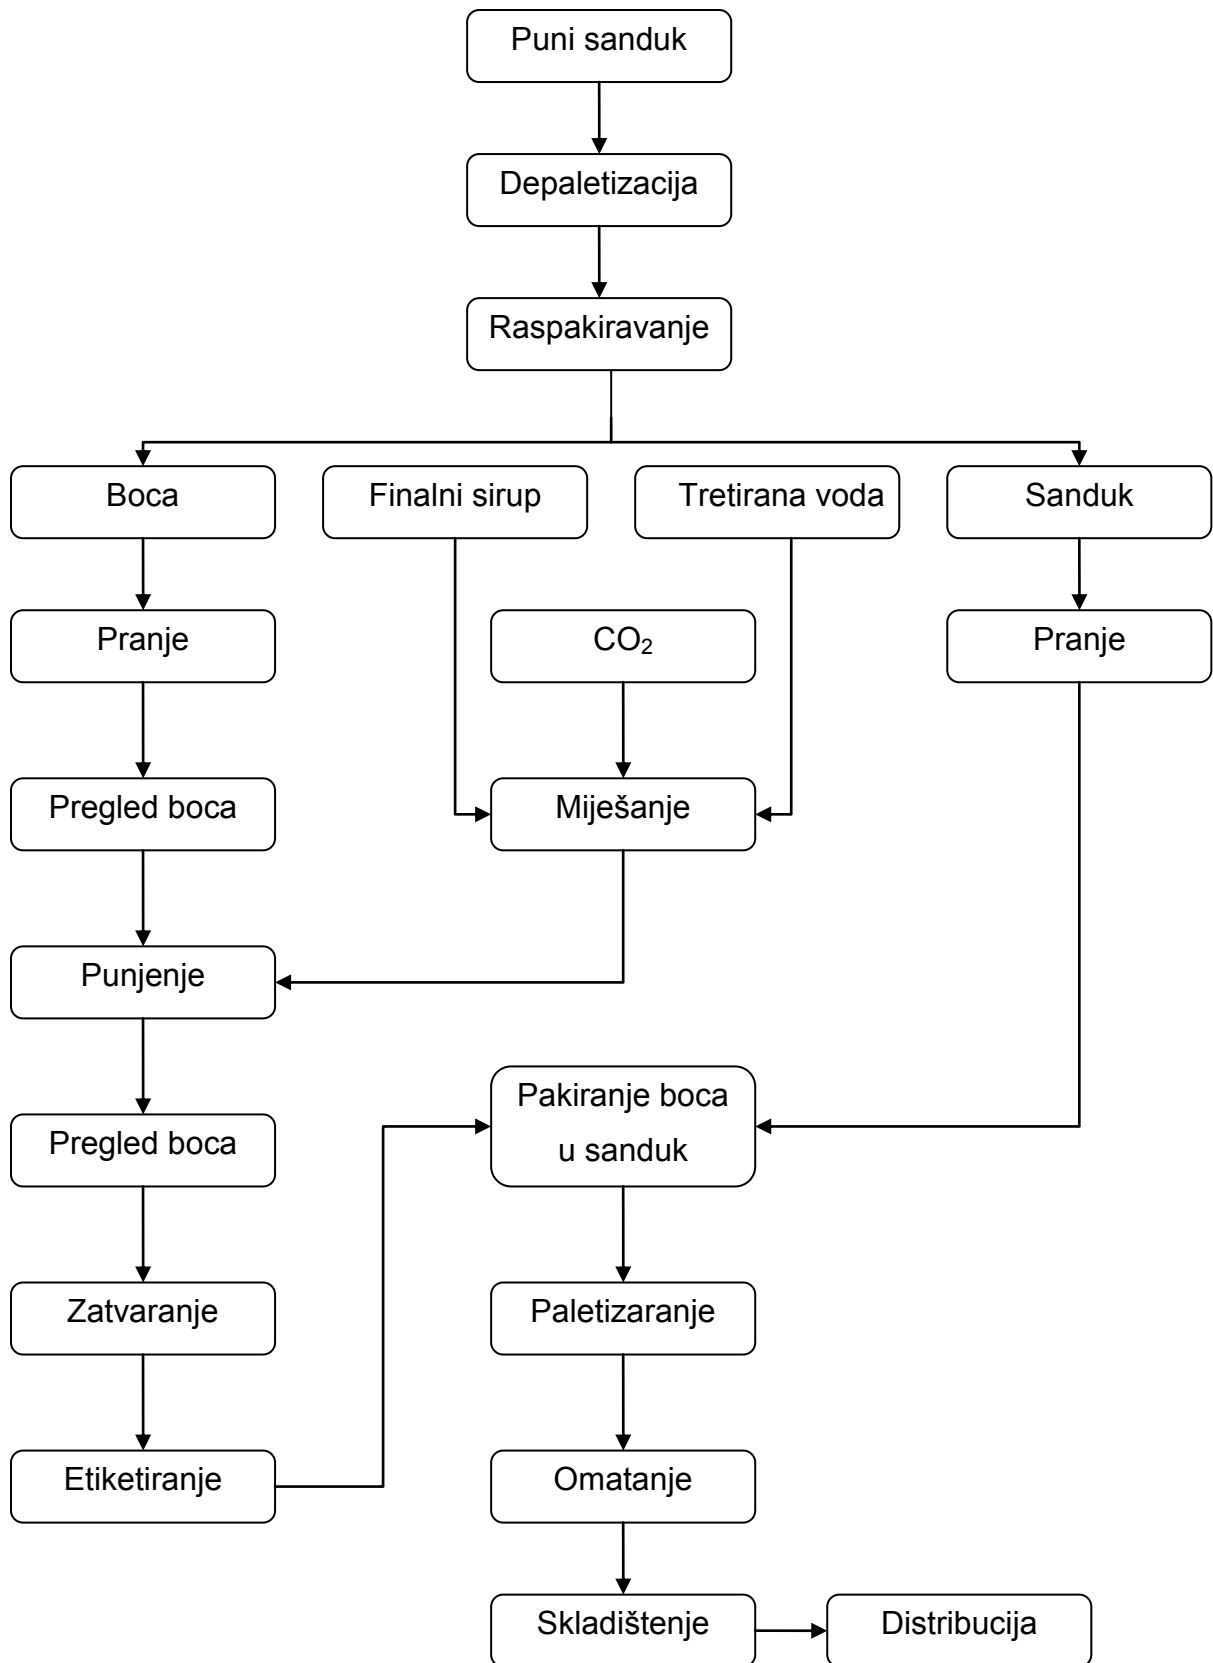 Puni sanduk
Depaletizacija
Raspakiravanje
Boca
Finalni sirup
Tretirana voda
Sanduk
Pranje
CO₂
Pranje
Pregled boca
Miješanje
Punjenje
Pregled boca
Pakiranje boca
u sanduk
Zatvaranje
Paletizaranje
Etiketiranje
Omatanje
Skladištenje
Distribucija